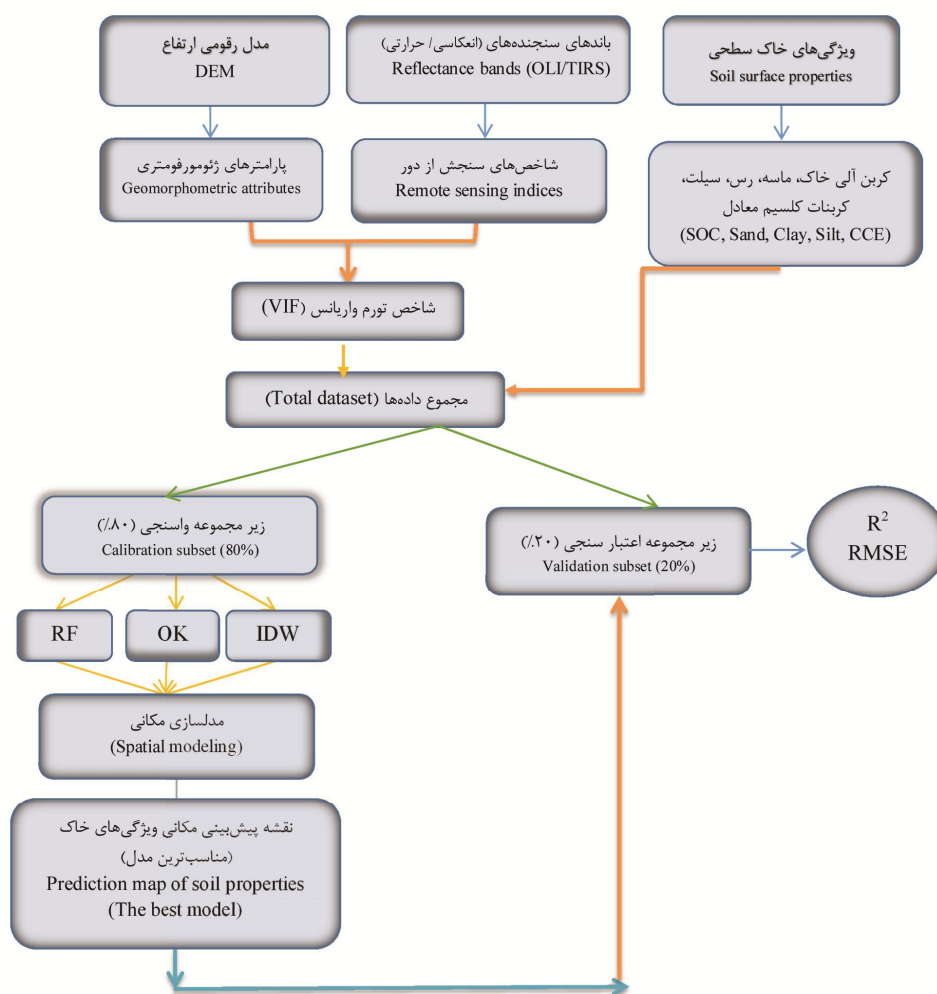 مدل رقومی ارتفاع
DEM
باندهای سنجنده‌های (انعکاسی/ حرارتی)
Reflectance bands (OLI/TIRS)
ویژگی‌های خاک سطحی
Soil surface properties
پارامترهای ژئومورفومتری
Geomorphometric attributes
شاخص‌های سنجش از دور
Remote sensing indices
کربن آلی خاک، ماسه، رس، سیلت،
کربنات کلسیم معادل
(SOC, Sand, Clay, Silt, CCE)
شاخص تورم واریانس (VIF)
مجموع داده‌ها (Total dataset)
زیر مجموعه واسنجی (۸۰٪)
Calibration subset (80%)
زیر مجموعه اعتبار سنجی (۲۰٪)
Validation subset (20%)
R²
RMSE
RF
OK
IDW
مدلسازی مکانی
(Spatial modeling)
نقشه پیش‌بینی مکانی ویژگی‌های خاک
(مناسب‌ترین مدل)
Prediction map of soil properties
(The best model)